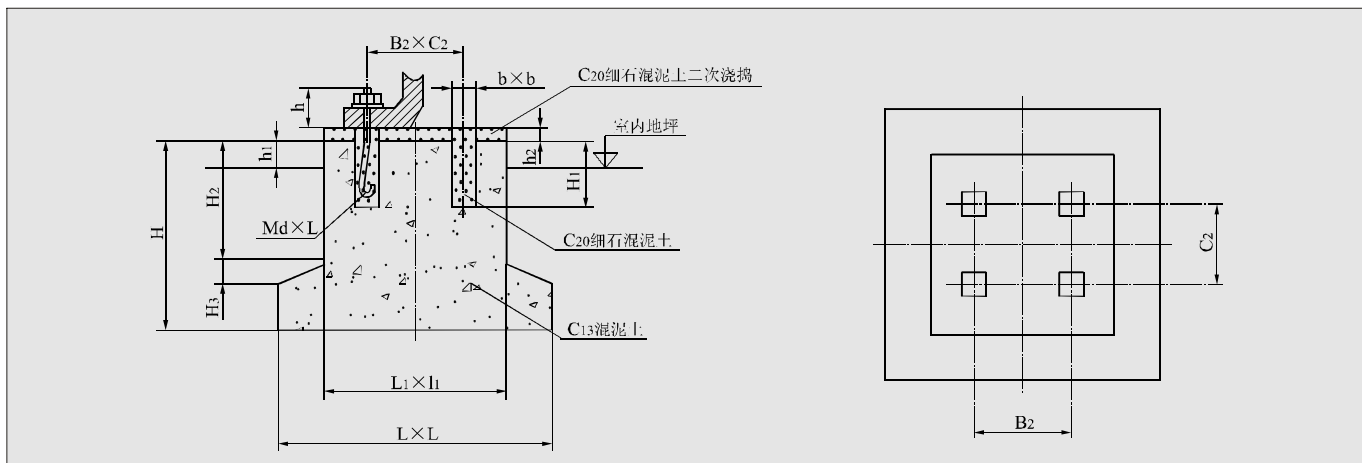 B2×C2
b×b
C20细石混泥土二次浇捣
h
室内地坪
h1
h2
H1
H2
H
Md×L
C20细石混泥土
H3
C13混泥土
L1×l1
L×L
C2
B2